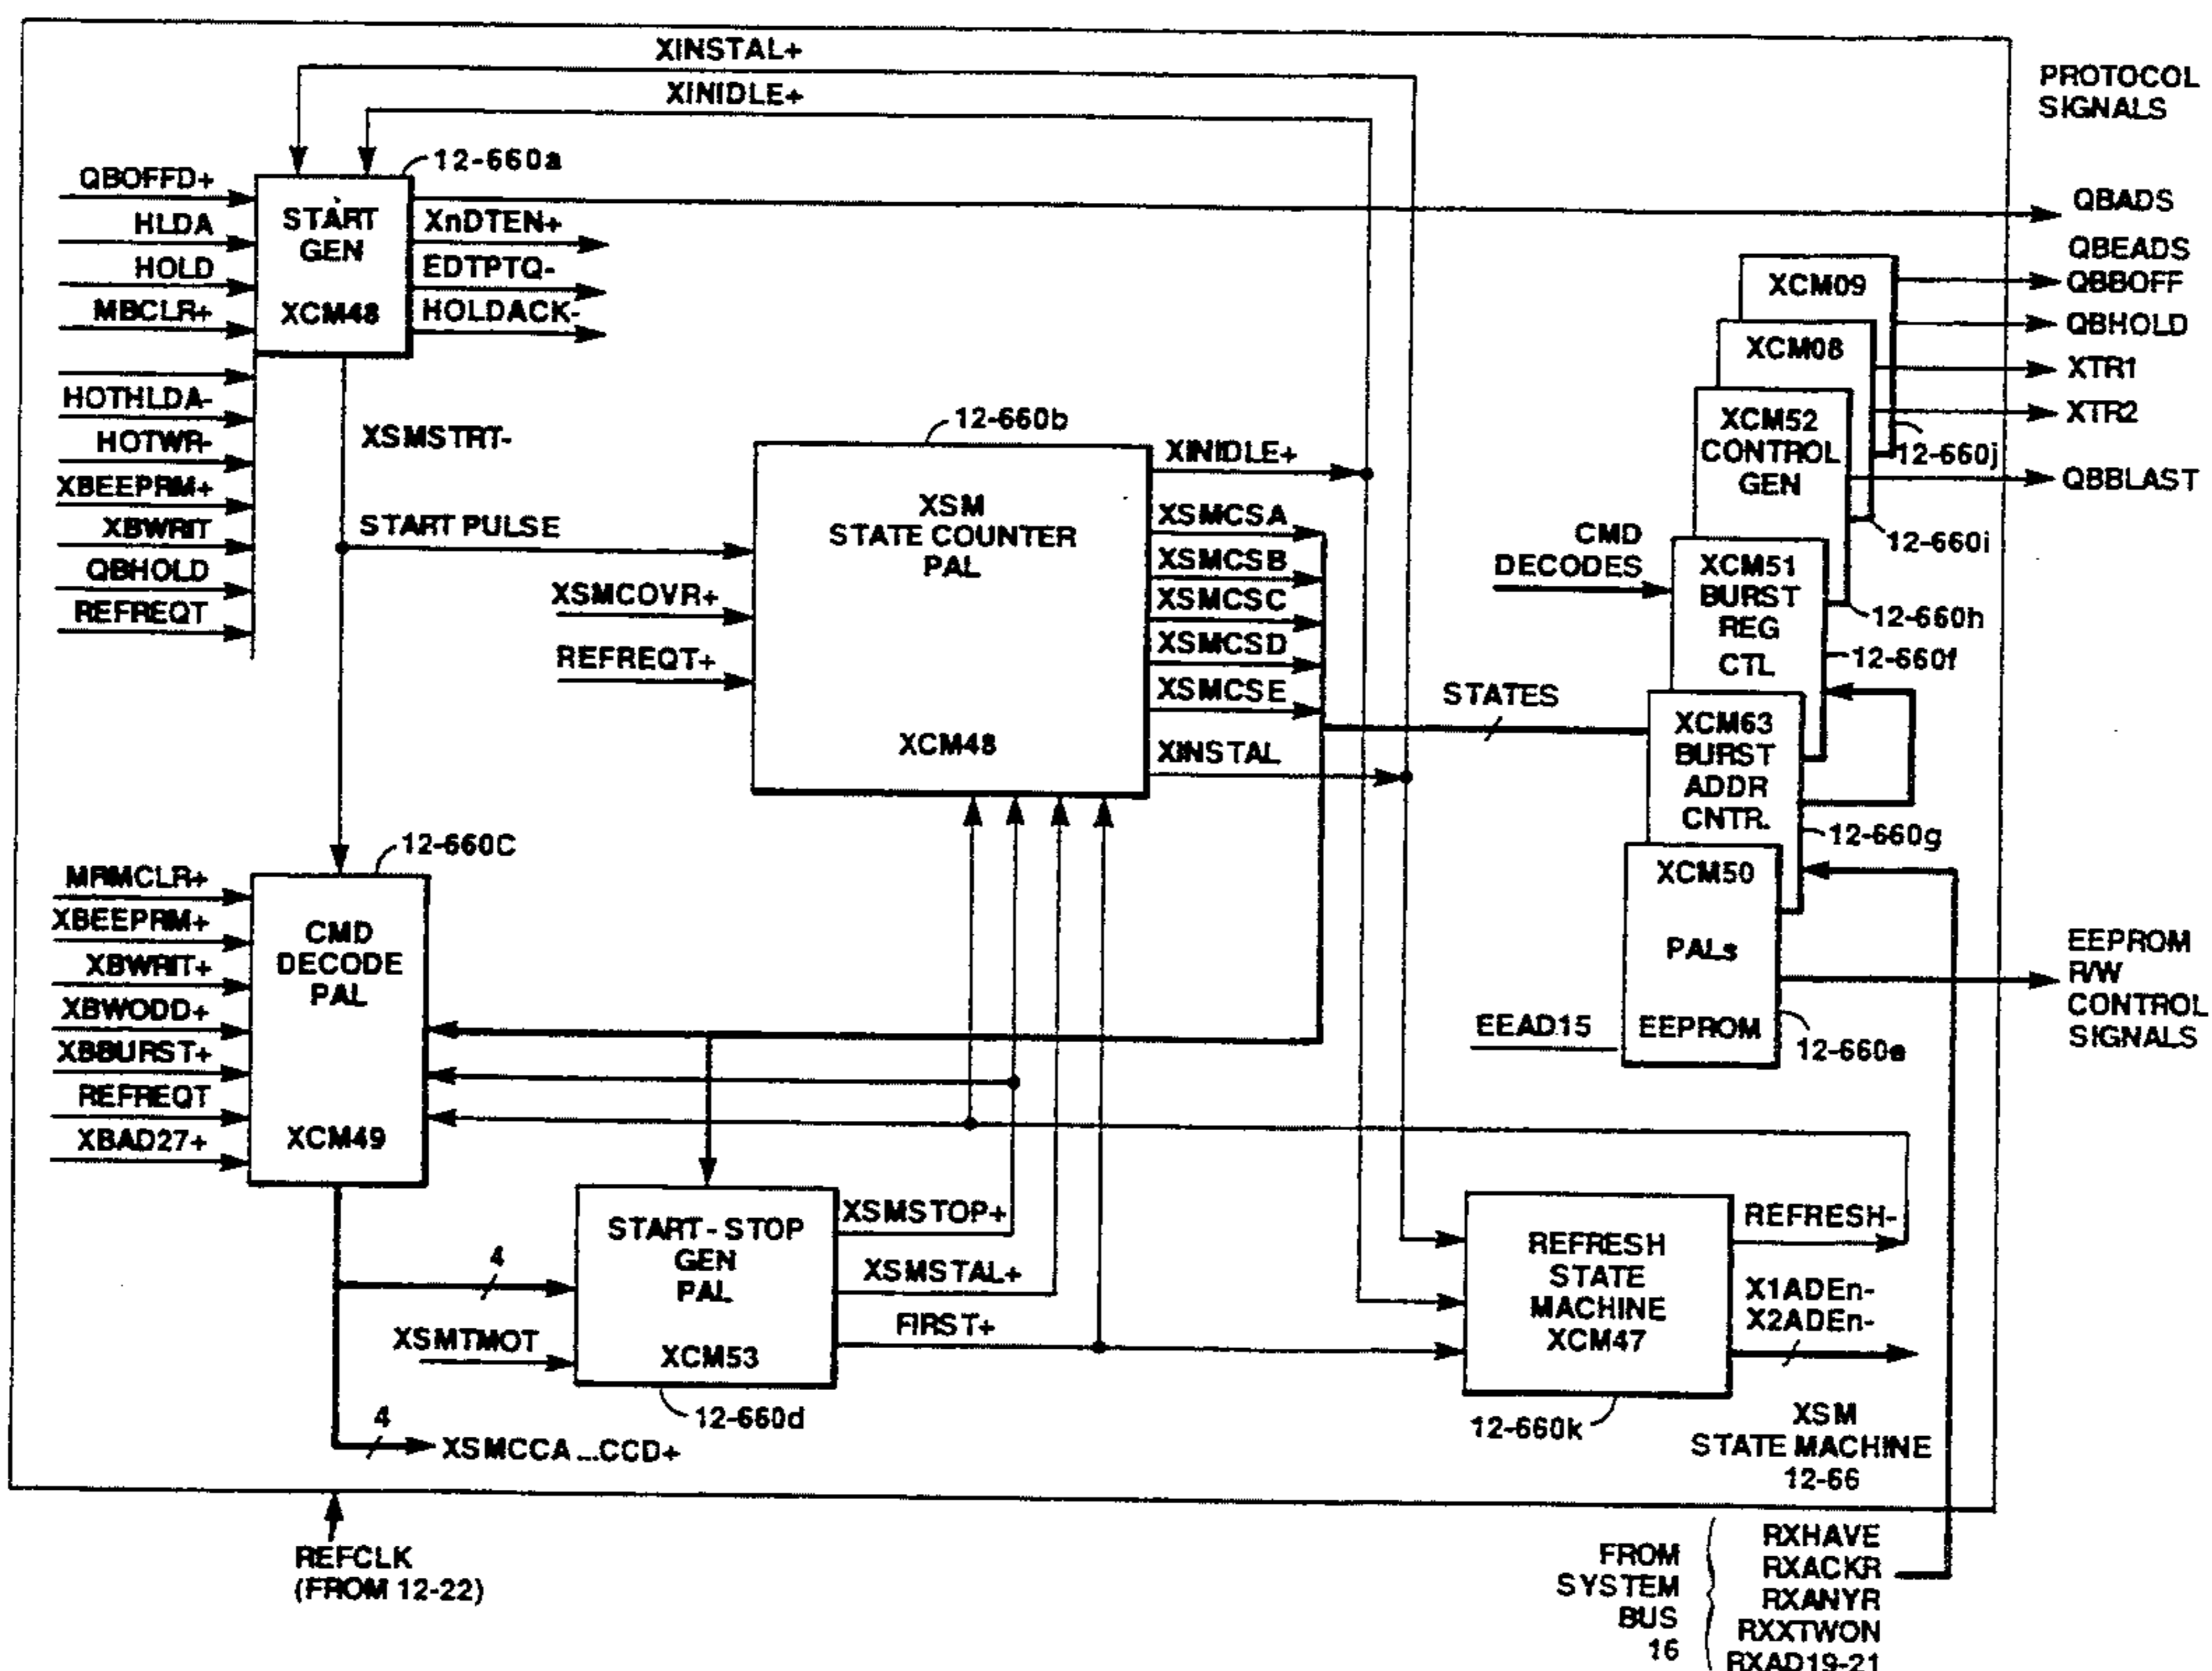 XINSTAL+
XINIDLE+
PROTOCOL
SIGNALS
12-660a
QBOFFD+
HLDA
HOLD
MBCLR+
START
GEN
XCM48
XnDTEN+
EDTPTQ-
HOLDACK-
QBADS
QBEADS
QBBOFF
QBHOLD
XTR1
XTR2
QBBLAST
HOTHLDA-
HOTWR-
XBEEPRM+
XBWRIT
QBHOLD
REFREQT
XSMSTRT-
START PULSE
XSMCOVR+
REFREQT+
12-660b
XSM
STATE COUNTER
PAL
XCM48
XINIDLE+
XSMCSA
XSMCSB
XSMCSC
XSMCSD
XSMCSE
XINSTAL
STATES
CMD
DECODES
XCM09
XCM08
XCM52
CONTROL
GEN
12-660j
12-660i
XCM51
BURST
REG
CTL
12-660h
12-660f
XCM63
BURST
ADDR
CNTR.
12-660g
XCM50
PALs
EEPROM
12-660e
EEAD15
EEPROM
R/W
CONTROL
SIGNALS
12-660C
MRMCLR+
XBEEPRM+
XBWRIT+
XBWODD+
XBBURST+
REFREQT
XBAD27+
CMD
DECODE
PAL
XCM49
4
XSMTMOT
START-STOP
GEN
PAL
XCM53
12-660d
XSMSTOP+
XSMSTAL+
FIRST+
4
XSMCCA...CCD+
REFRESH
STATE
MACHINE
XCM47
12-660k
REFRESH-
X1ADEn-
X2ADEn-
XSM
STATE MACHINE
12-66
REFCLK
(FROM 12-22)
FROM
SYSTEM
BUS
16
RXHAVE
RXACKR
RXANYR
RXXTWON
RXAD19-21